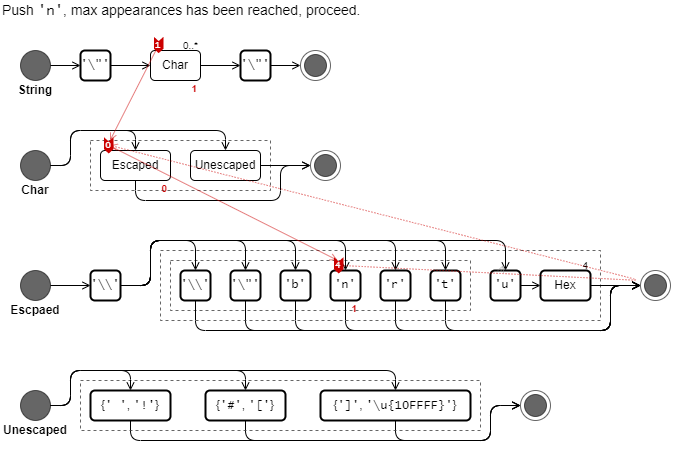 Push 'n', max appearances has been reached, proceed.
1 0..*
'\"' Char '\"'
String 1
0
Escaped Unescaped
Char 0
1 4
'\\' '\\' '\"' 'b' 'n' 'r' 't' 'u' Hex
Escpaed 1
{' ','!'} {'#','['} {']','\u{10FFFF}'}
Unescaped